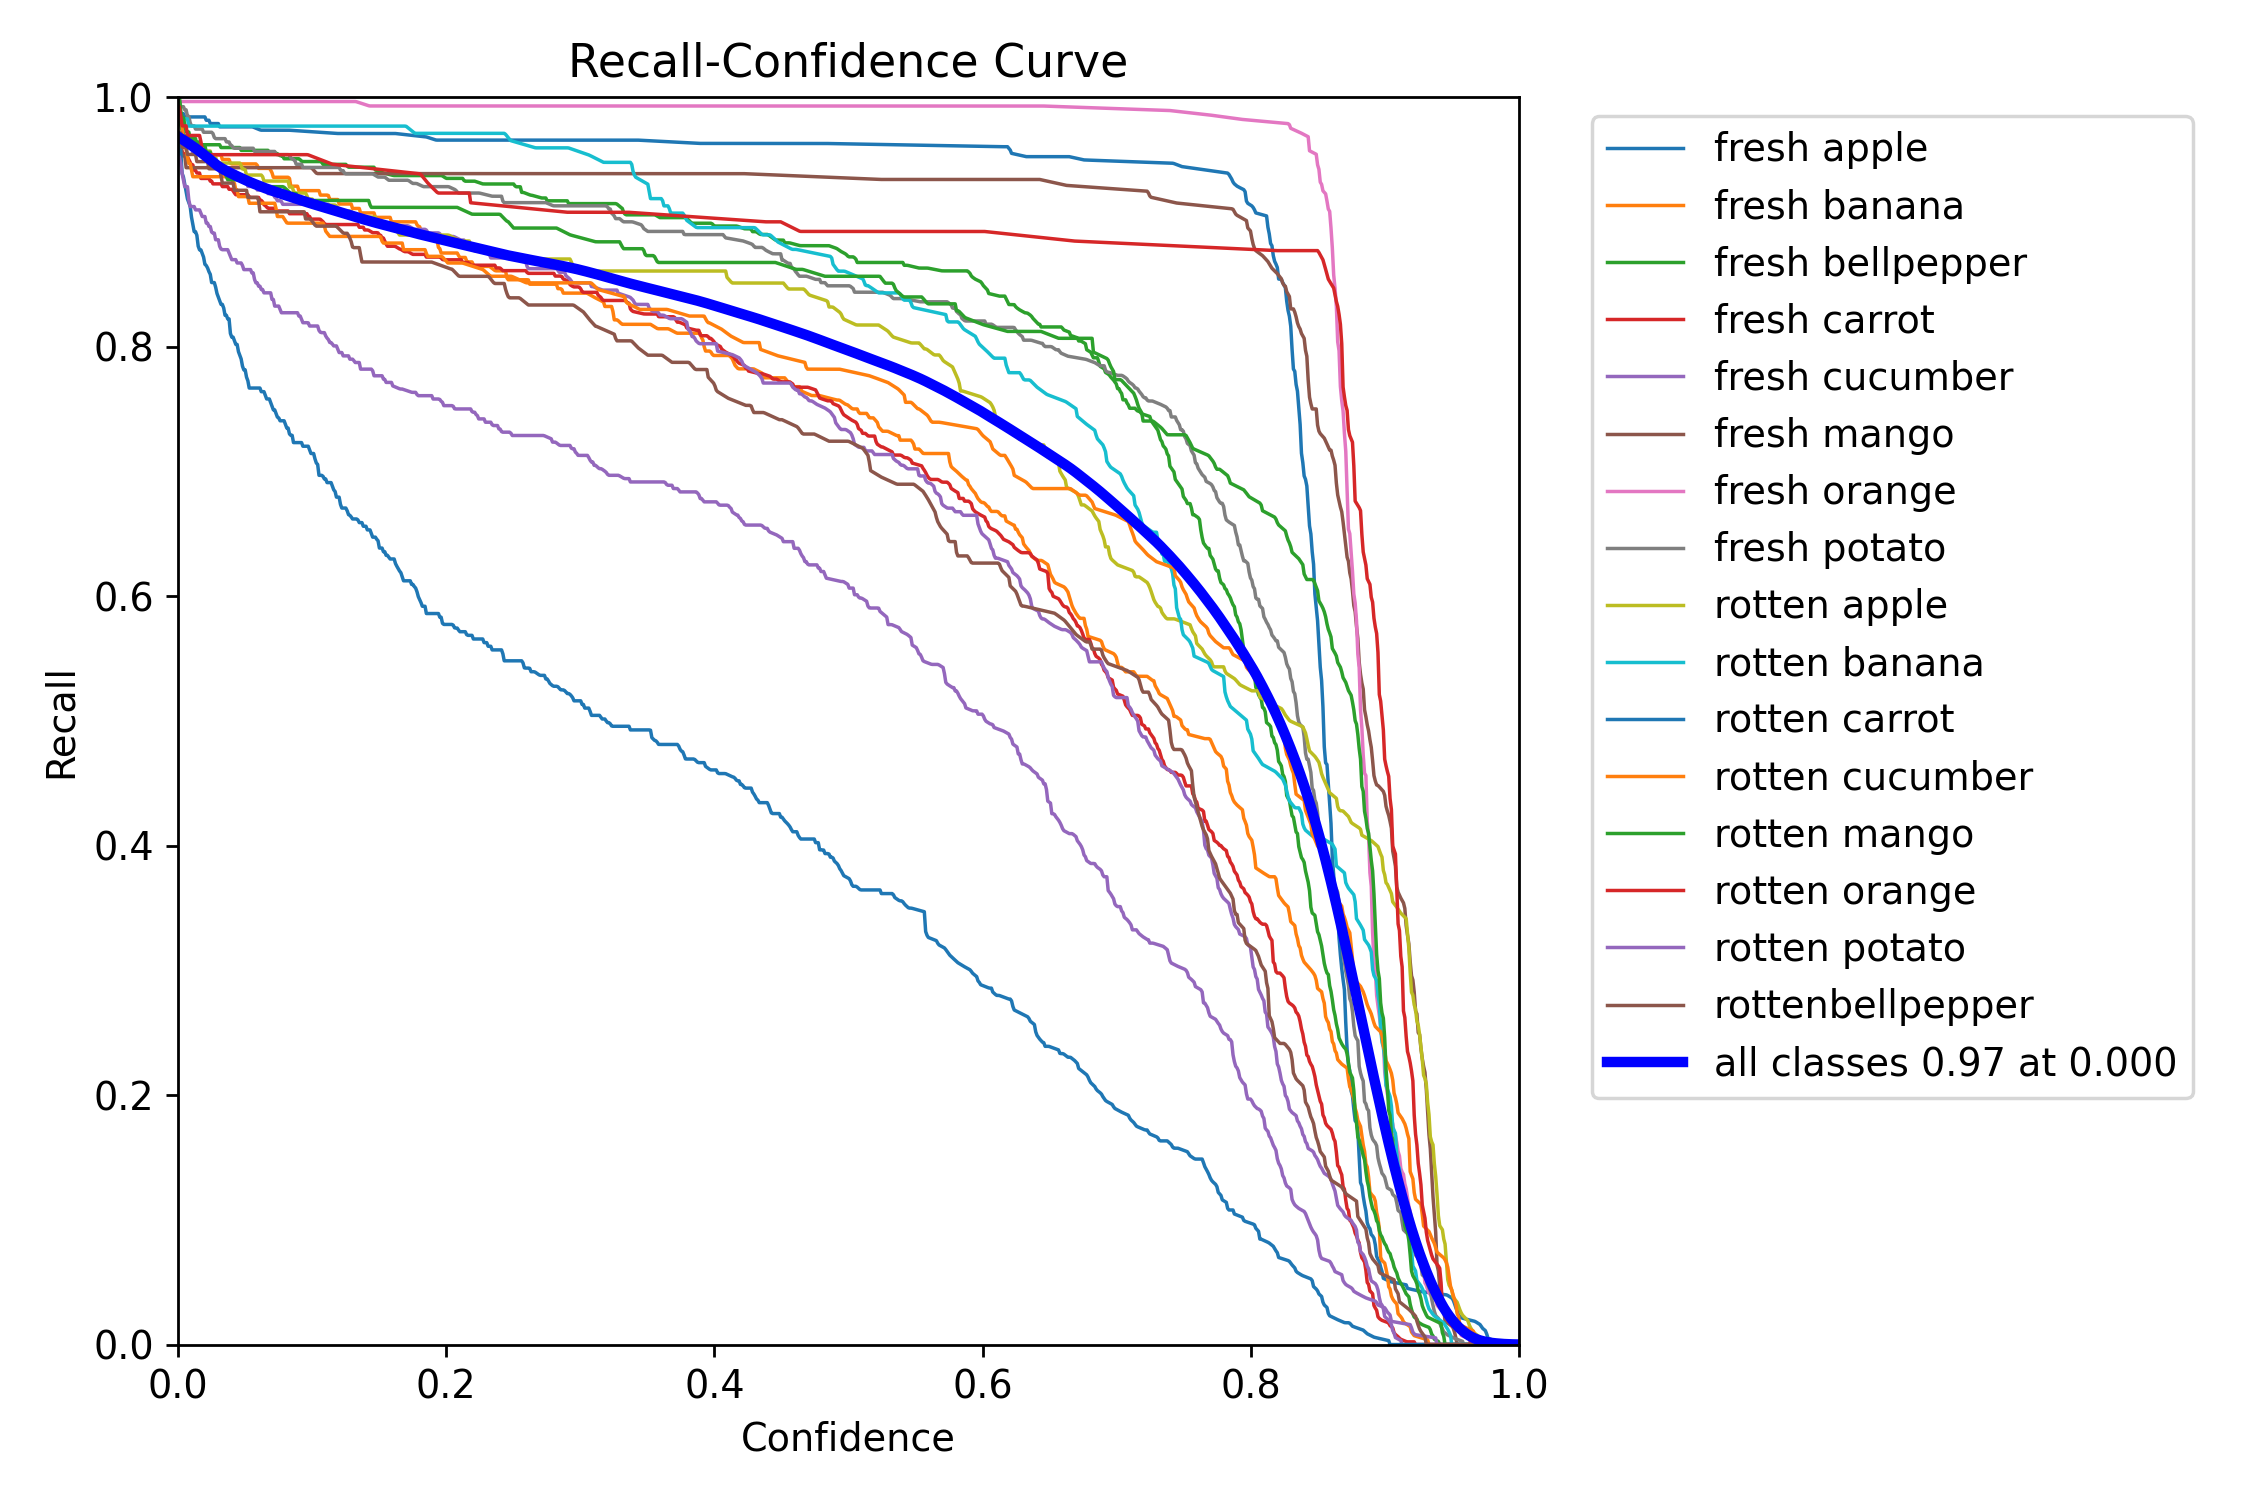 Recall-Confidence Curve
1.0
0.8
0.6
0.4
0.2
0.0
Recall
0.0 0.2 0.4 0.6 0.8 1.0
Confidence
fresh apple
fresh banana
fresh bellpepper
fresh carrot
fresh cucumber
fresh mango
fresh orange
fresh potato
rotten apple
rotten banana
rotten carrot
rotten cucumber
rotten mango
rotten orange
rotten potato
rottenbellpepper
all classes 0.97 at 0.000